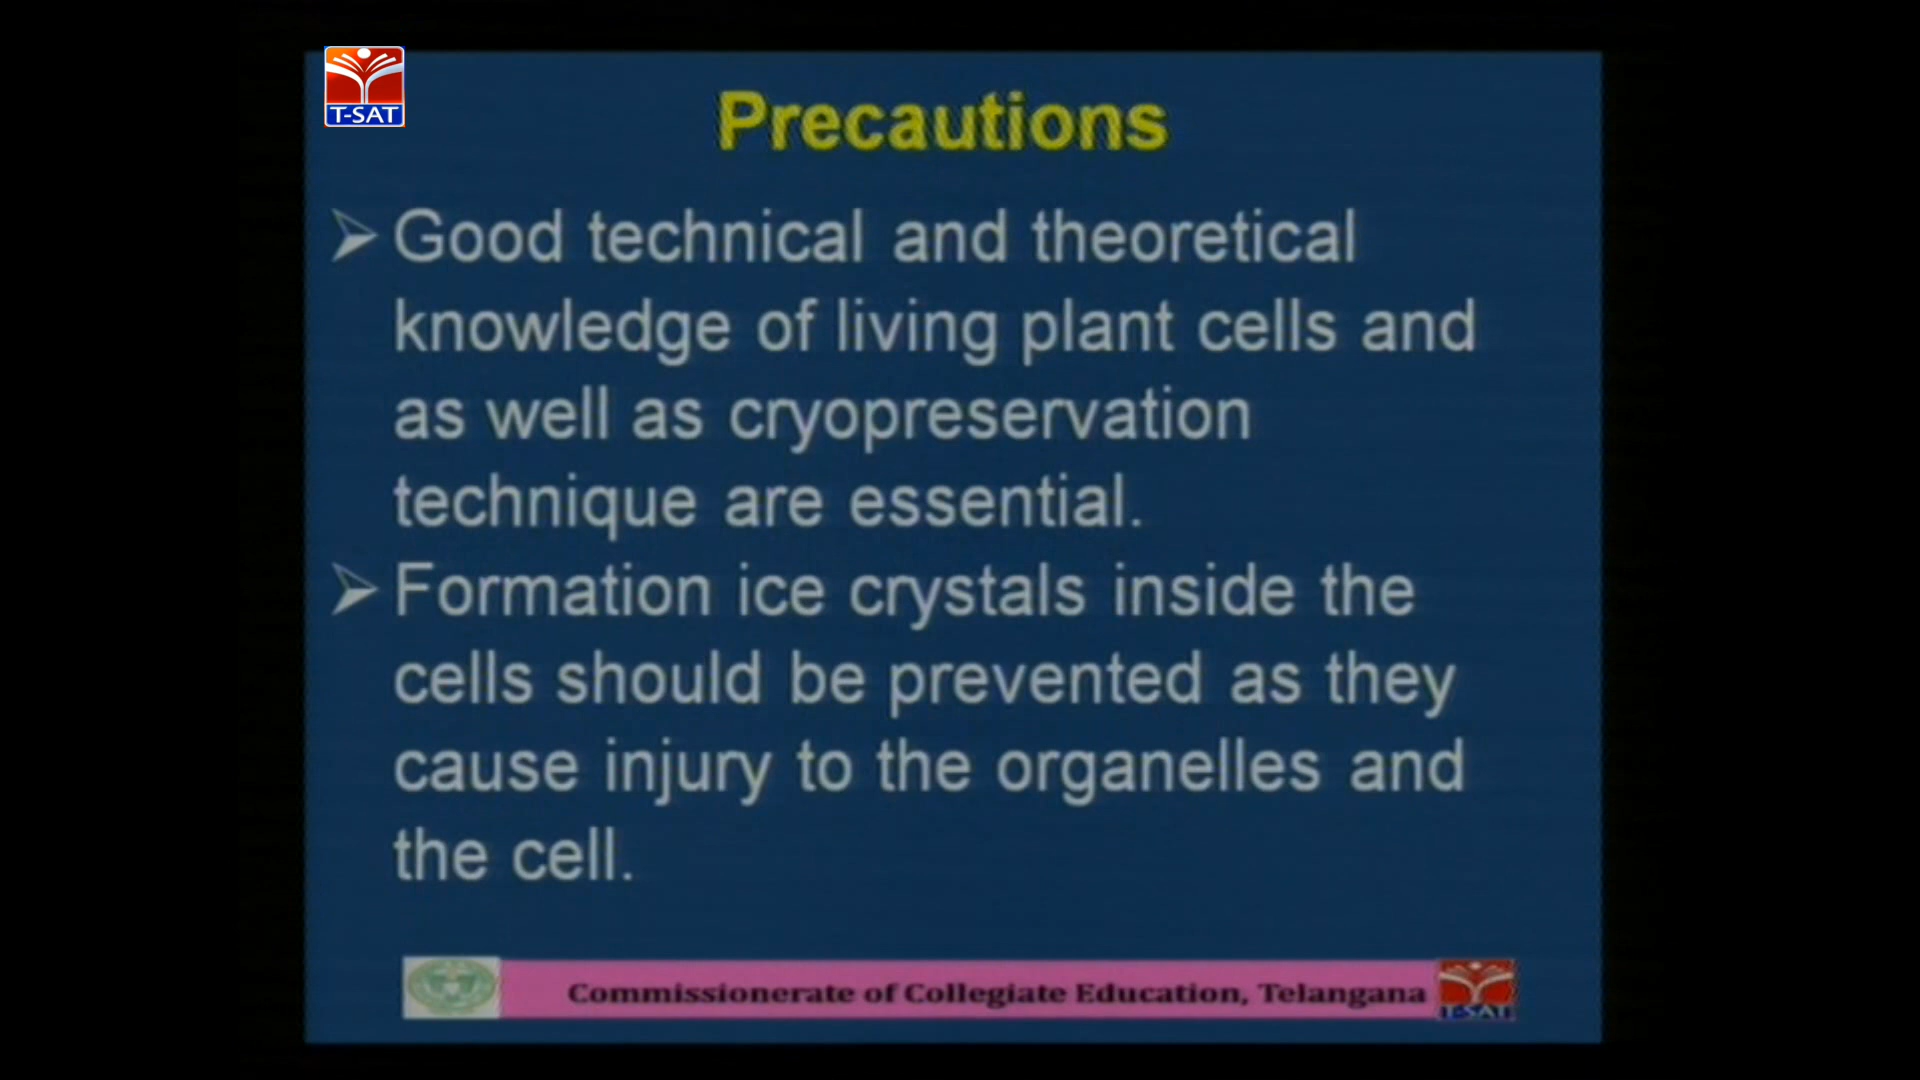 T-SAT
Precautions
➢ Good technical and theoretical
knowledge of living plant cells and
as well as cryopreservation
technique are essential.
➢ Formation ice crystals inside the
cells should be prevented as they
cause injury to the organelles and
the cell.
Commissionerate of Collegiate Education, Telangana
T-SAT